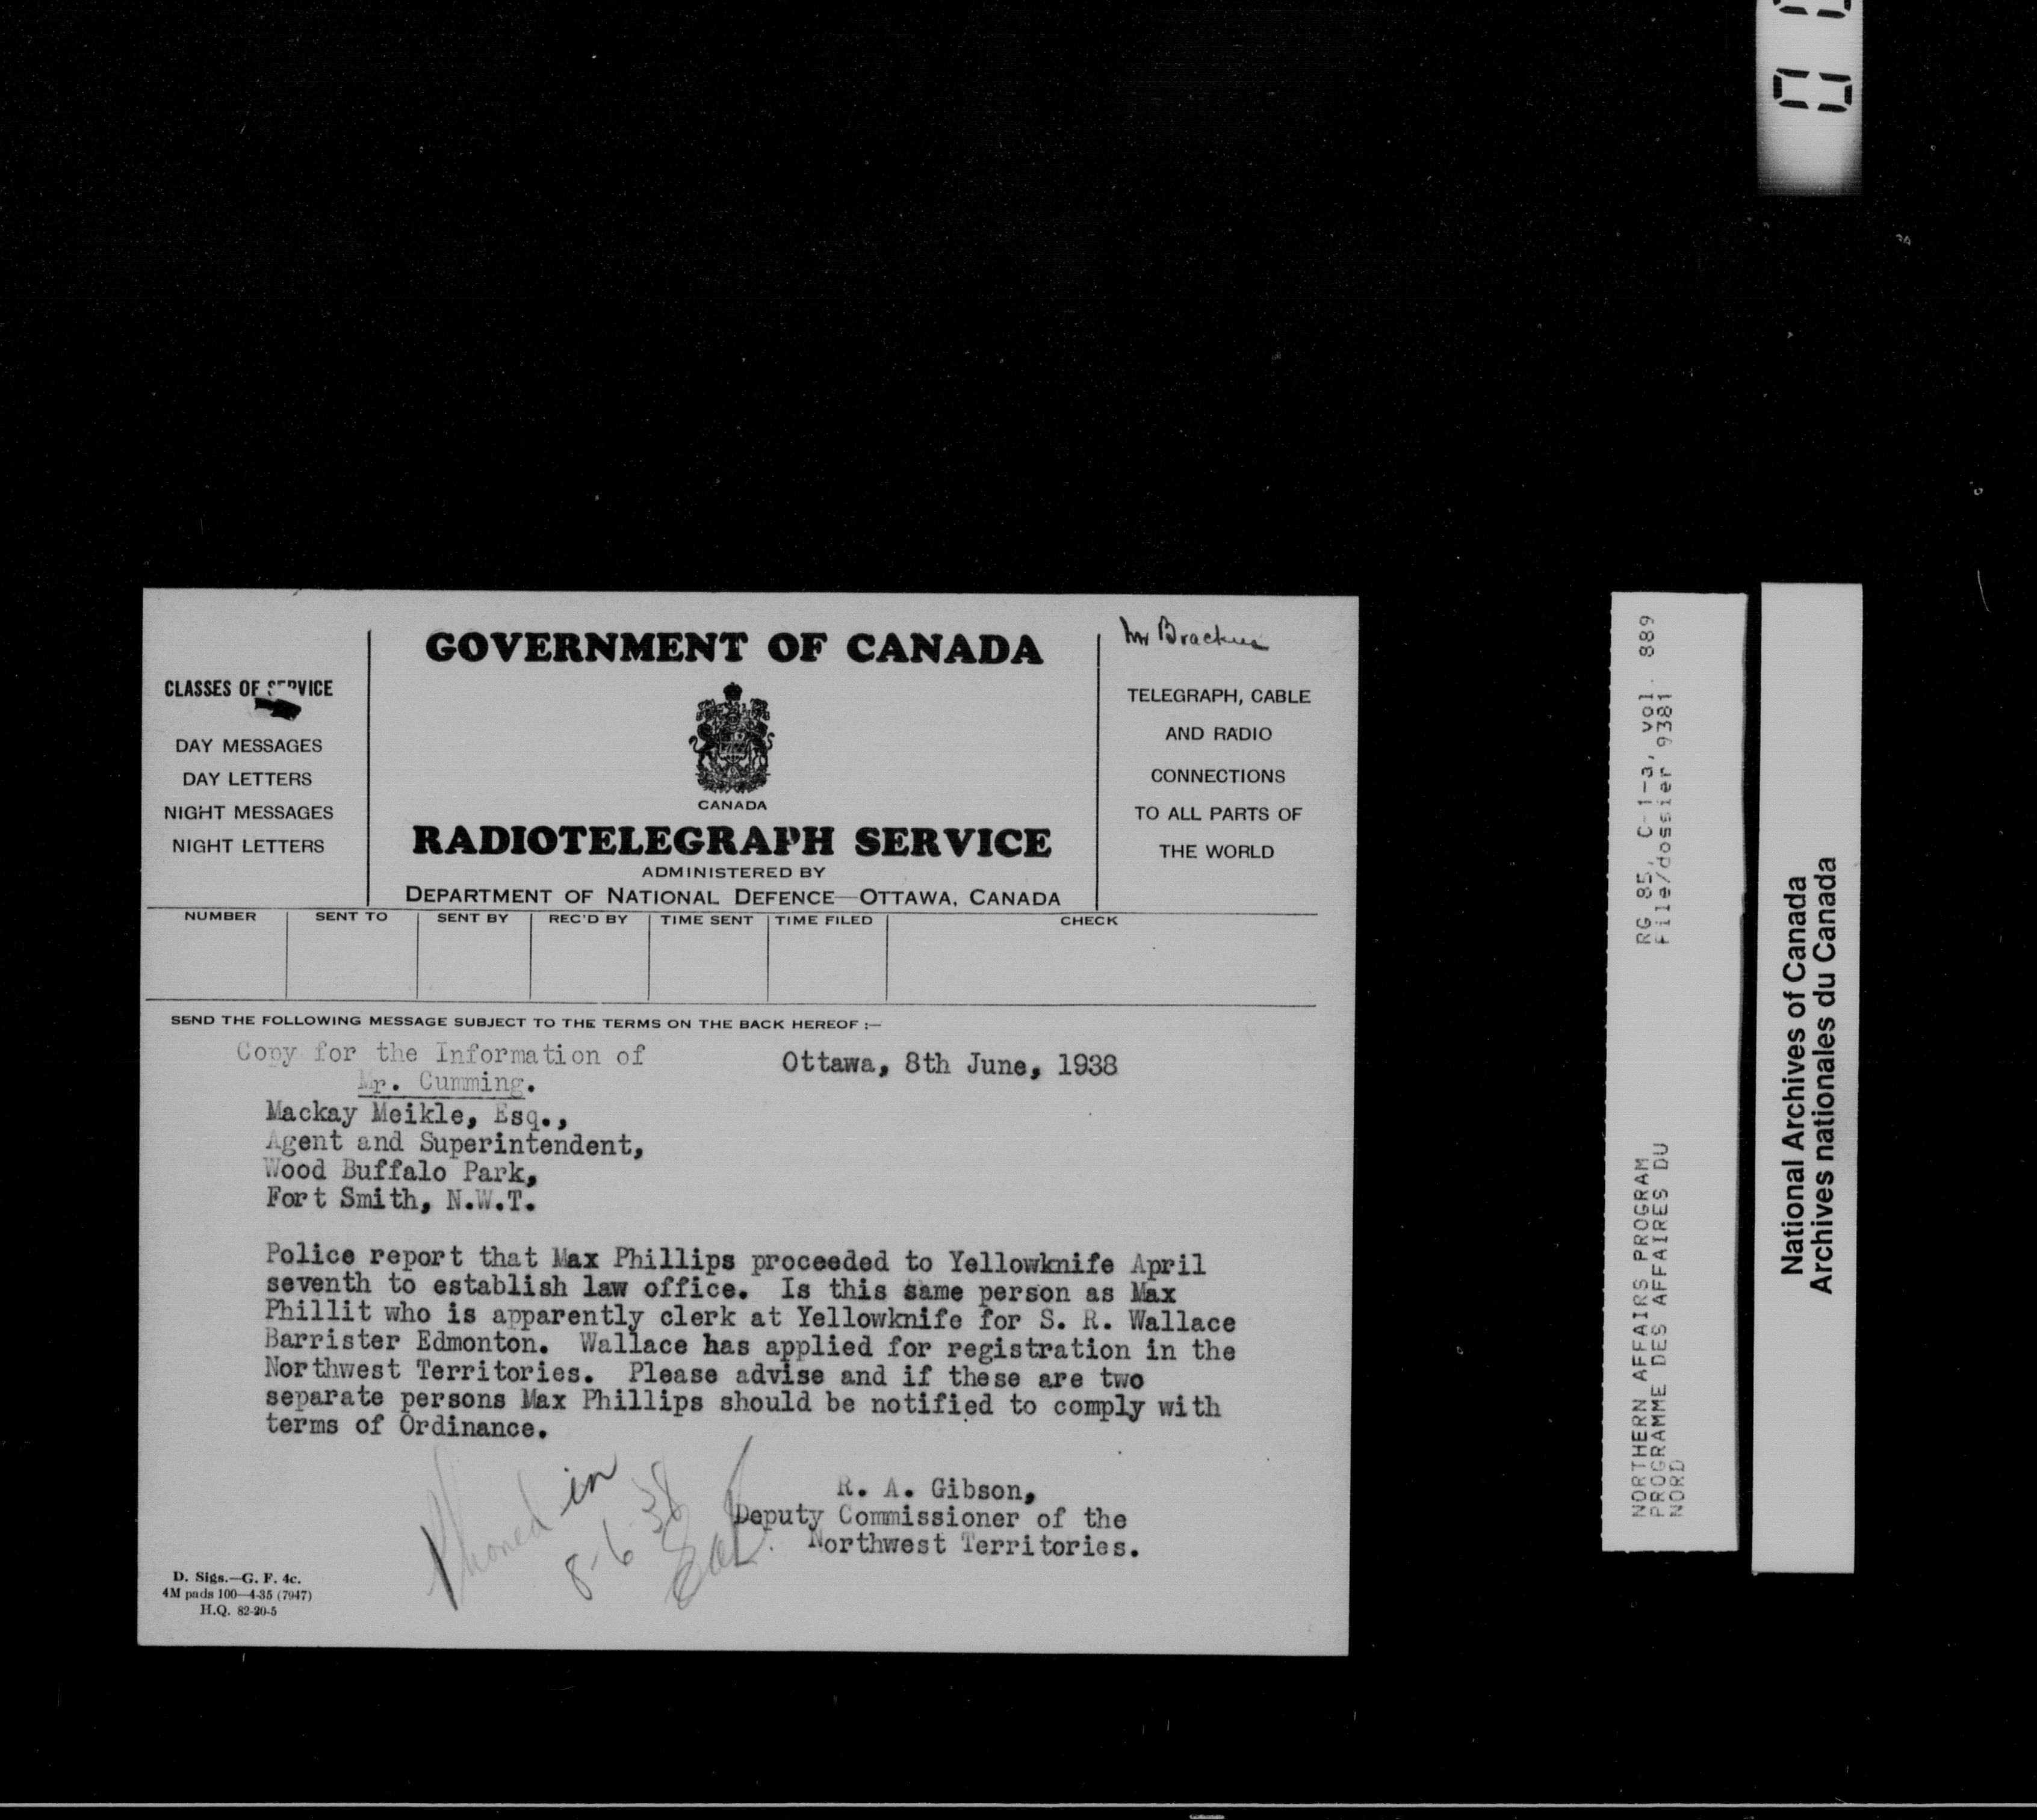 GOVERNMENT OF CANADA
CLASSES OF SERVICE
DAY MESSAGES
DAY LETTERS
NIGHT MESSAGES
NIGHT LETTERS
CANADA
RADIOTELEGRAPH SERVICE
ADMINISTERED BY
DEPARTMENT OF NATIONAL DEFENCE—OTTAWA, CANADA
Mr
TELEGRAPH, CABLE
AND RADIO
CONNECTIONS
TO ALL PARTS OF
THE WORLD
NUMBER SENT TO SENT BY REC'D BY TIME SENT TIME FILED CHECK
SEND THE FOLLOWING MESSAGE SUBJECT TO THE TERMS ON THE BACK HEREOF :—
Copy for the Information of
Mr. Cumming.
Ottawa, 8th June, 1938
Mackay Meikle, Esq.,
Agent and Superintendent,
Wood Buffalo Park,
Fort Smith, N.W.T.
Police report that Max Phillips proceeded to Yellowknife April
seventh to establish law office. Is this same person as Max
Phillit who is apparently clerk at Yellowknife for S. R. Wallace
Barrister Edmonton. Wallace has applied for registration in the
Northwest Territories. Please advise and if these are two
separate persons Max Phillips should be notified to comply with
terms of Ordinance.
Phoned in
8-6-38
R. A. Gibson,
Deputy Commissioner of the
Northwest Territories.
D. Sigs.—G. F. 4c.
4M pads 100—4-35 (7947)
H.Q. 82-20-5
RG 85, C-1-a, vol. 889
File/dossier 9381
NORTHERN AFFAIRS PROGRAM
PROGRAMME DES AFFAIRES DU
NORD
National Archives of Canada
Archives nationales du Canada